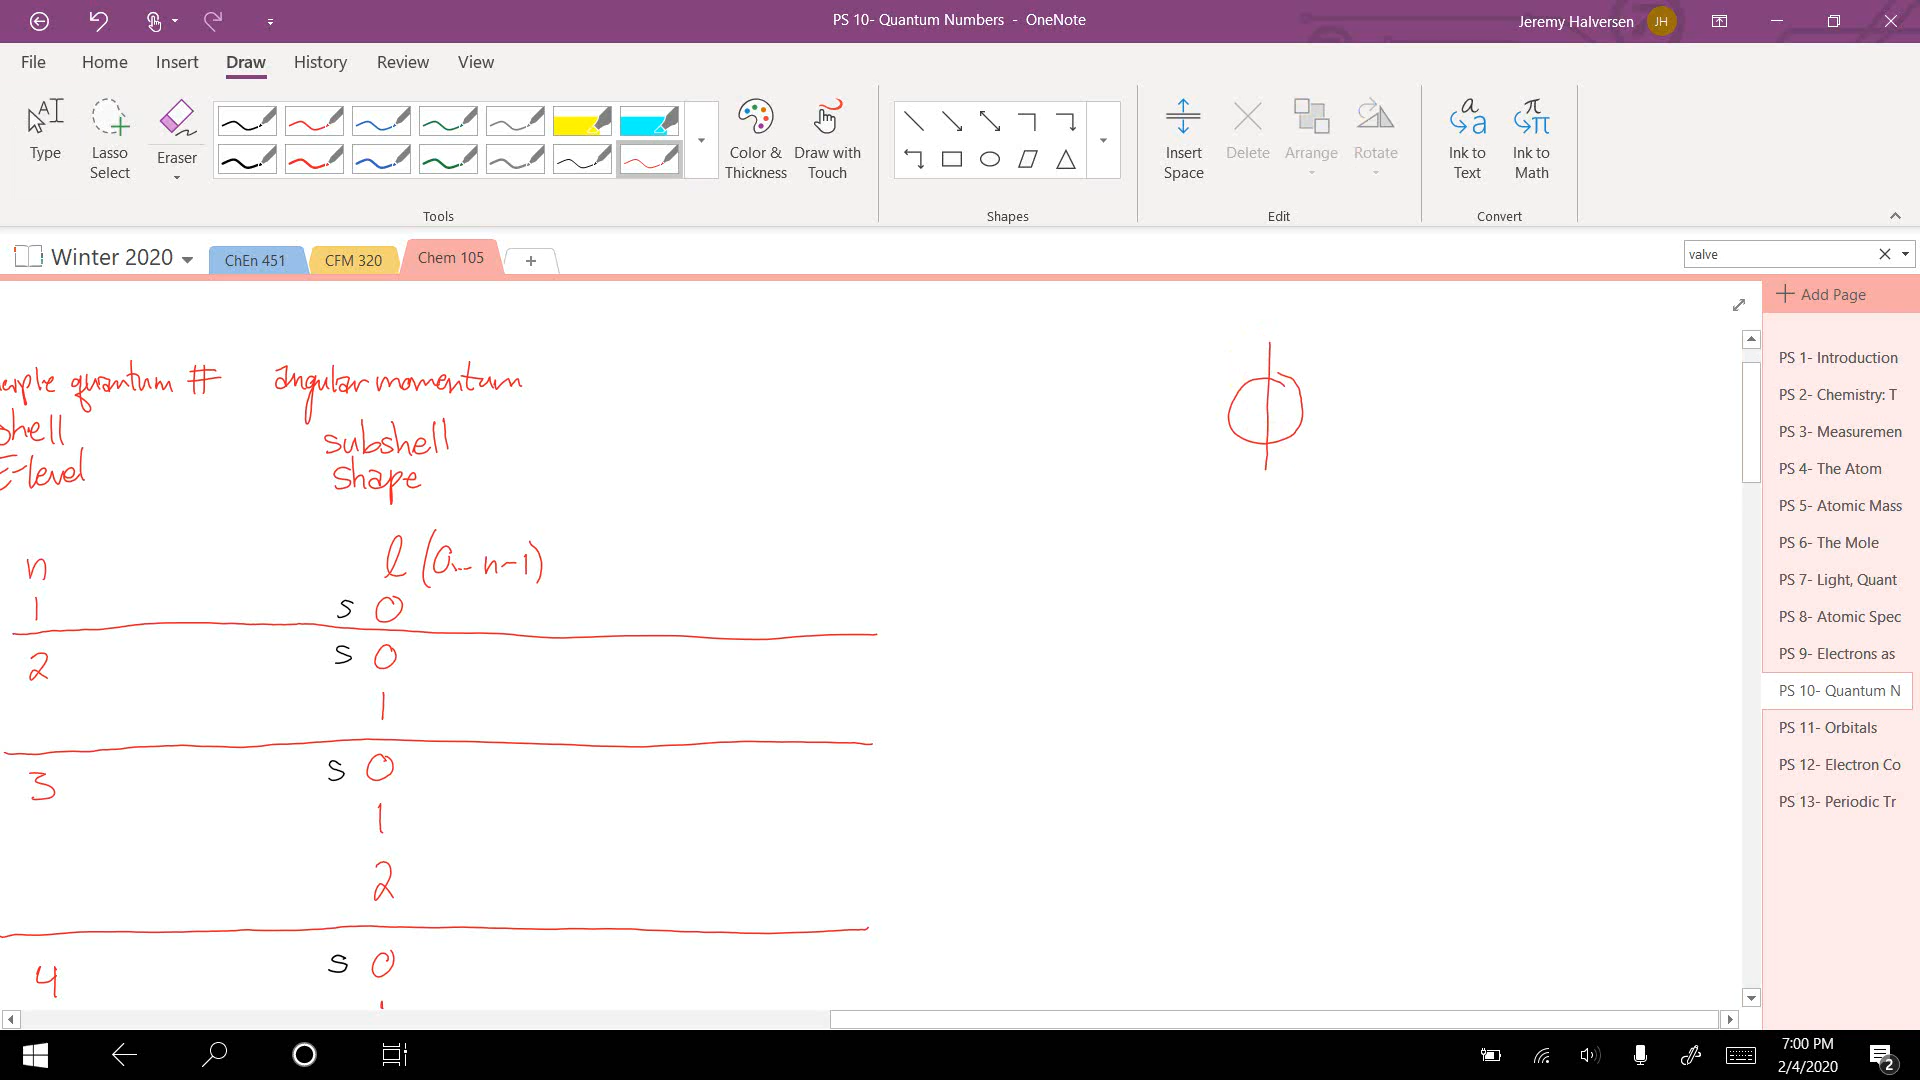 PS 10- Quantum Numbers - OneNote
Jeremy Halversen JH
File Home Insert Draw History Review View
Type
Lasso Select
Eraser
Color & Thickness
Draw with Touch
Insert Space
Delete
Arrange
Rotate
Ink to Text
Ink to Math
Tools Shapes Edit Convert
Winter 2020 ChEn 451 CFM 320 Chem 105 +
valve
Add Page
PS 1- Introduction
PS 2- Chemistry: T
PS 3- Measuremen
PS 4- The Atom
PS 5- Atomic Mass
PS 6- The Mole
PS 7- Light, Quant
PS 8- Atomic Spec
PS 9- Electrons as
PS 10- Quantum N
PS 11- Orbitals
PS 12- Electron Co
PS 13- Periodic Tr
quantum # angular momentum
shell subshell
E-level shape
n l (0... n-1)
1 s 0
2 s 0
1
3 s 0
1
2
4 s 0
7:00 PM
2/4/2020
2